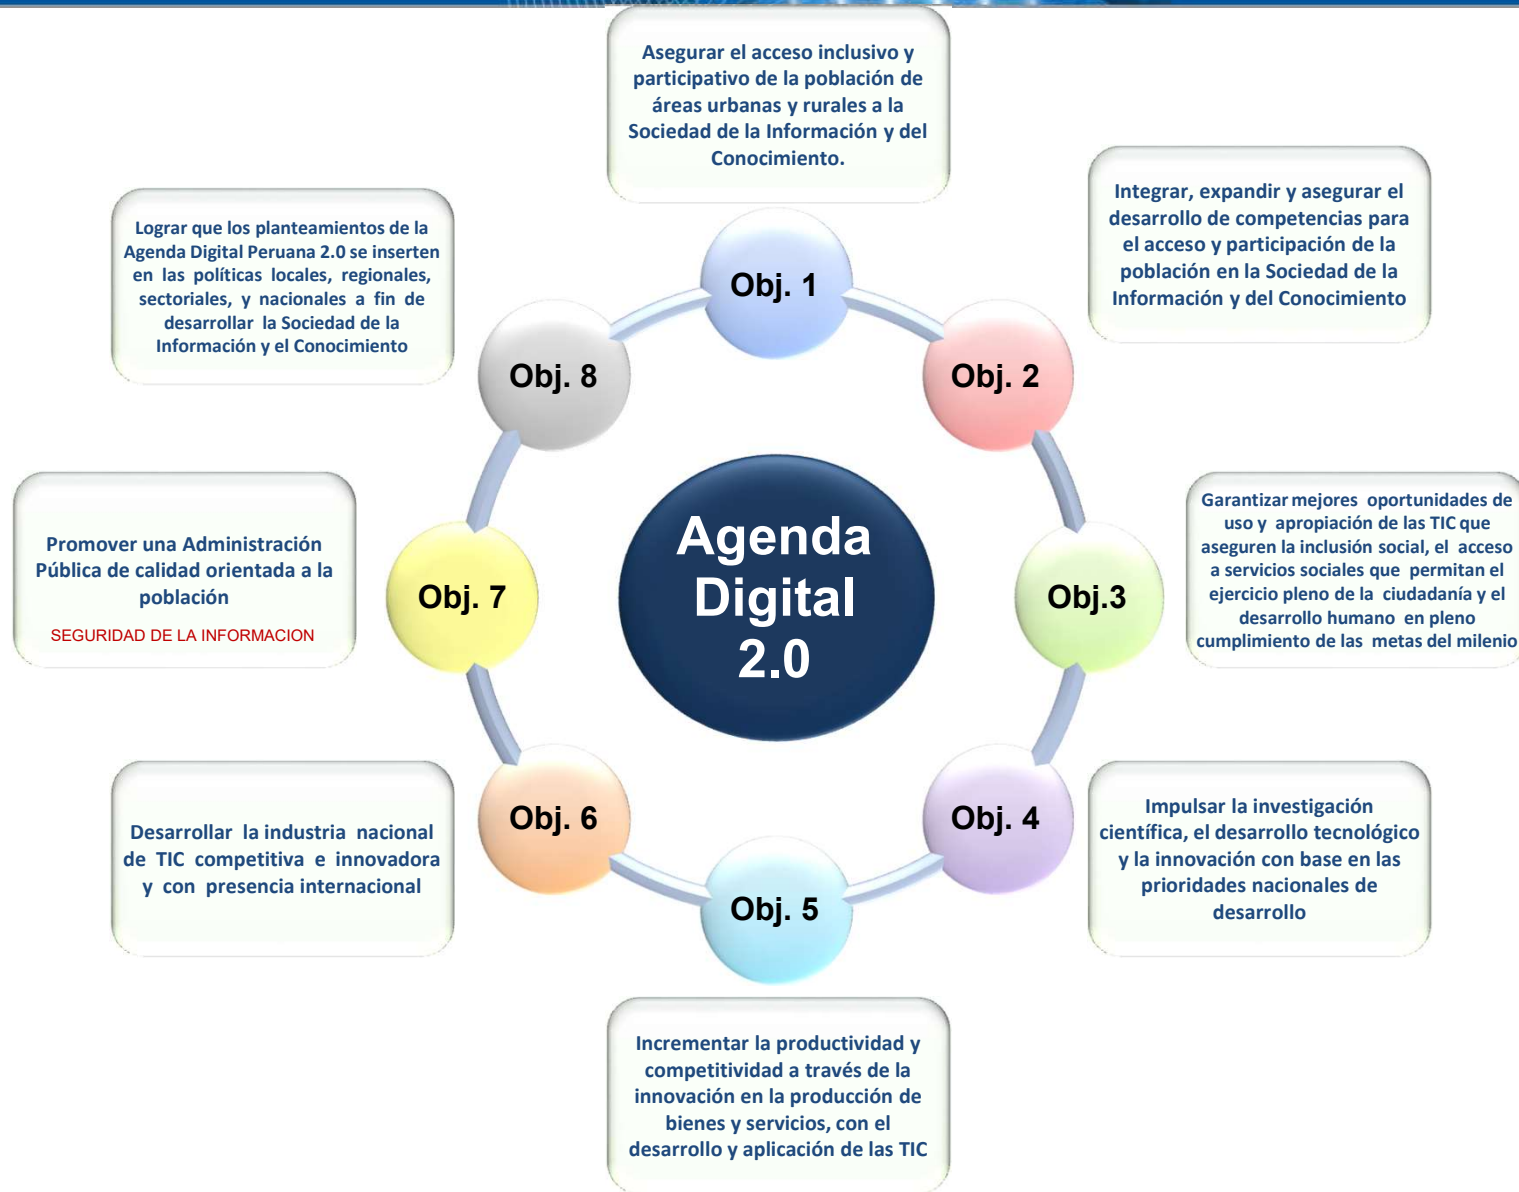 Asegurar el acceso inclusivo y
participativo de la población de
áreas urbanas y rurales a la
Sociedad de la Información y del
Conocimiento.
Integrar, expandir y asegurar el
desarrollo de competencias para
el acceso y participación de la
población en la Sociedad de la
Información y del Conocimiento
Lograr que los planteamientos de la
Agenda Digital Peruana 2.0 se inserten
en las políticas locales, regionales,
sectoriales, y nacionales a fin de
desarrollar la Sociedad de la
Información y el Conocimiento
Obj. 1
Obj. 8
Obj. 2
Promover una Administración
Pública de calidad orientada a la
población
SEGURIDAD DE LA INFORMACION
Obj. 7
Agenda
Digital
2.0
Obj.3
Garantizar mejores oportunidades de
uso y apropiación de las TIC que
aseguren la inclusión social, el acceso
a servicios sociales que permitan el
ejercicio pleno de la ciudadanía y el
desarrollo humano en pleno
cumplimiento de las metas del milenio
Desarrollar la industria nacional
de TIC competitiva e innovadora
y con presencia internacional
Obj. 6
Obj. 4
Impulsar la investigación
científica, el desarrollo tecnológico
y la innovación con base en las
prioridades nacionales de
desarrollo
Obj. 5
Incrementar la productividad y
competitividad a través de la
innovación en la producción de
bienes y servicios, con el
desarrollo y aplicación de las TIC